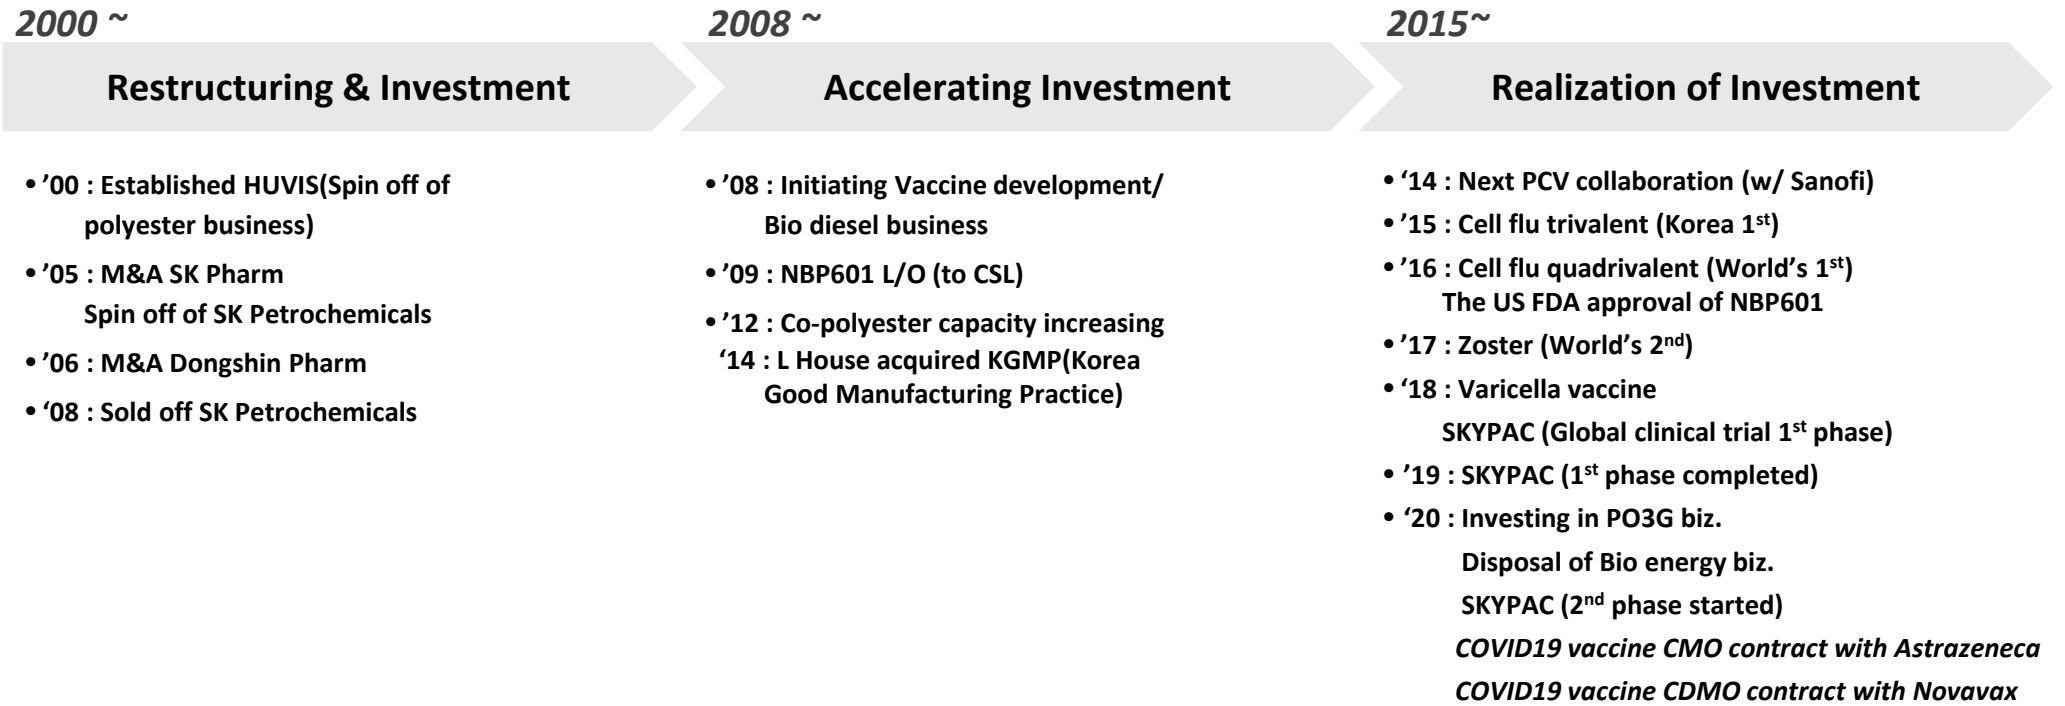 2000 ~
Restructuring & Investment
• ’00 : Established HUVIS(Spin off of
polyester business)
• ’05 : M&A SK Pharm
Spin off of SK Petrochemicals
• ’06 : M&A Dongshin Pharm
• ‘08 : Sold off SK Petrochemicals
2008 ~
Accelerating Investment
• ’08 : Initiating Vaccine development/
Bio diesel business
• ’09 : NBP601 L/O (to CSL)
• ’12 : Co-polyester capacity increasing
‘14 : L House acquired KGMP(Korea
Good Manufacturing Practice)
2015~
Realization of Investment
• ‘14 : Next PCV collaboration (w/ Sanofi)
• ’15 : Cell flu trivalent (Korea 1st)
• ’16 : Cell flu quadrivalent (World’s 1st)
The US FDA approval of NBP601
• ’17 : Zoster (World’s 2nd)
• ‘18 : Varicella vaccine
SKYPAC (Global clinical trial 1st phase)
• ’19 : SKYPAC (1st phase completed)
• ‘20 : Investing in PO3G biz.
Disposal of Bio energy biz.
SKYPAC (2nd phase started)
COVID19 vaccine CMO contract with Astrazeneca
COVID19 vaccine CDMO contract with Novavax